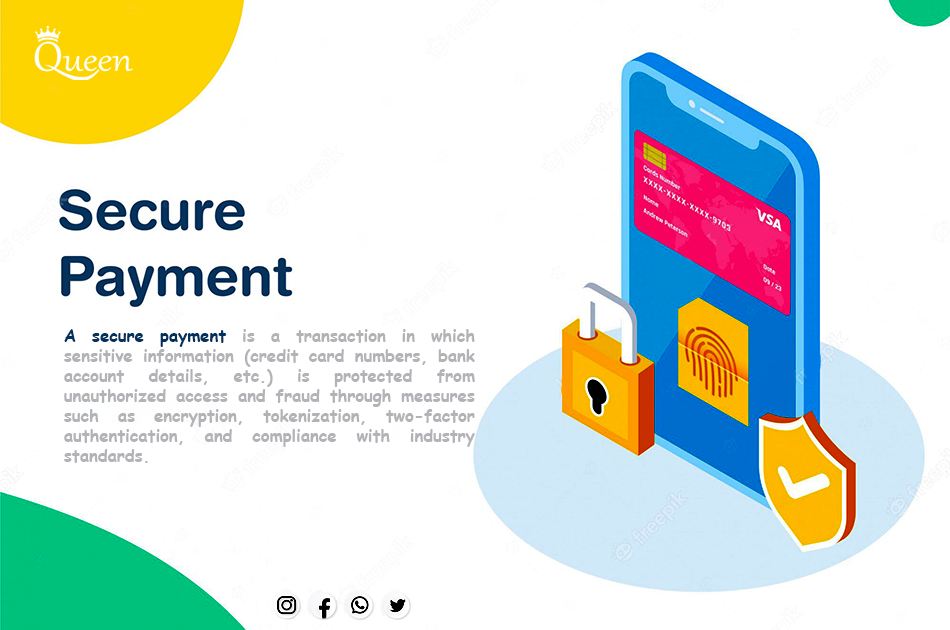 Queen
Secure
Payment
A secure payment is a transaction in which
sensitive information (credit card numbers, bank
account details, etc.) is protected from
unauthorized access and fraud through measures
such as encryption, tokenization, two-factor
authentication, and compliance with industry
standards.
Cards Number
XXXX-XXXX-XXXX-9703
Name
Andrew Peterson
VSA
Date
09 / 23
freepik